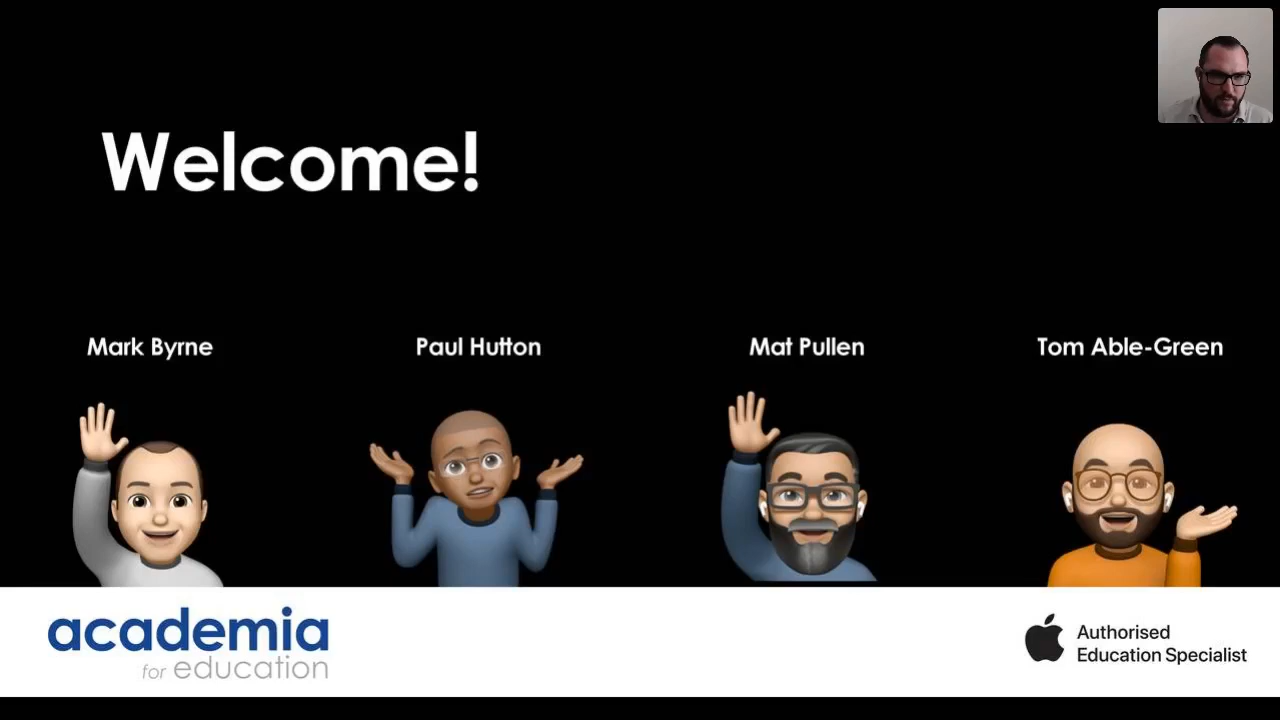 Welcome!
Mark Byrne
Paul Hutton
Mat Pullen
Tom Able-Green
academia
for education
Authorised
Education Specialist